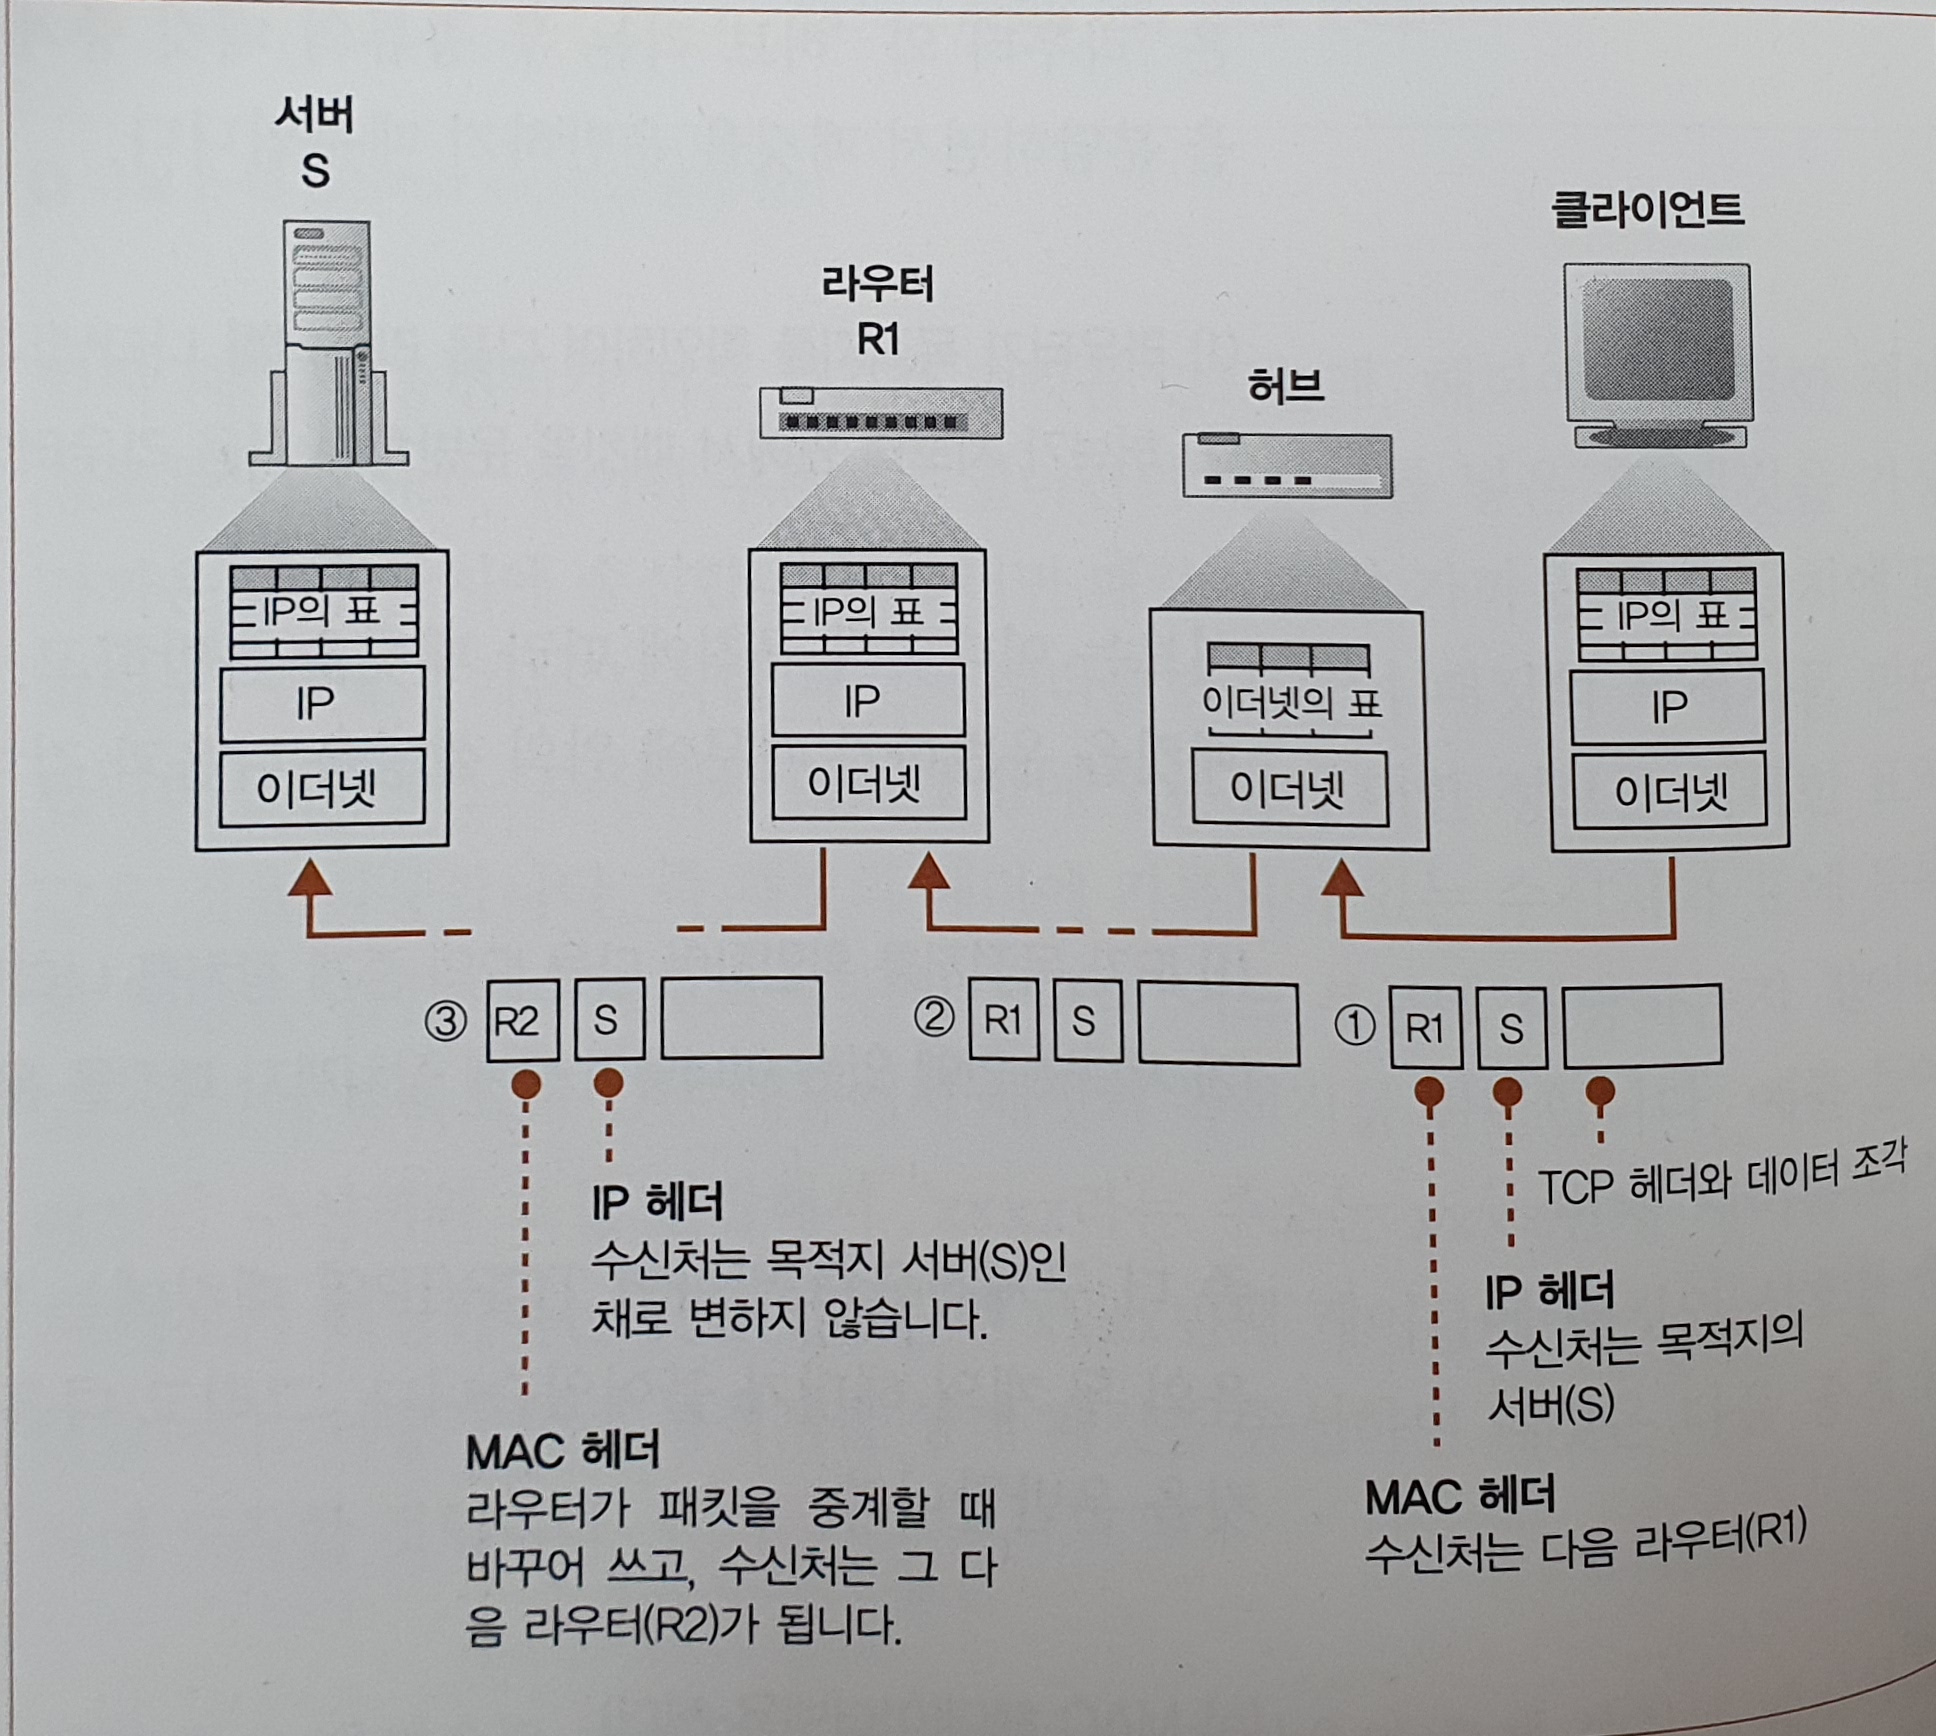 서버
S
라우터
R1
허브
클라이언트
IP의 표
IP
이더넷
IP의 표
IP
이더넷
이더넷의 표
이더넷
IP의 표
IP
이더넷
③ R2 S
② R1 S
① R1 S
IP 헤더
수신처는 목적지 서버(S)인
채로 변하지 않습니다.
MAC 헤더
라우터가 패킷을 중계할 때
바꾸어 쓰고, 수신처는 그 다
음 라우터(R2)가 됩니다.
TCP 헤더와 데이터 조각
IP 헤더
수신처는 목적지의
서버(S)
MAC 헤더
수신처는 다음 라우터(R1)